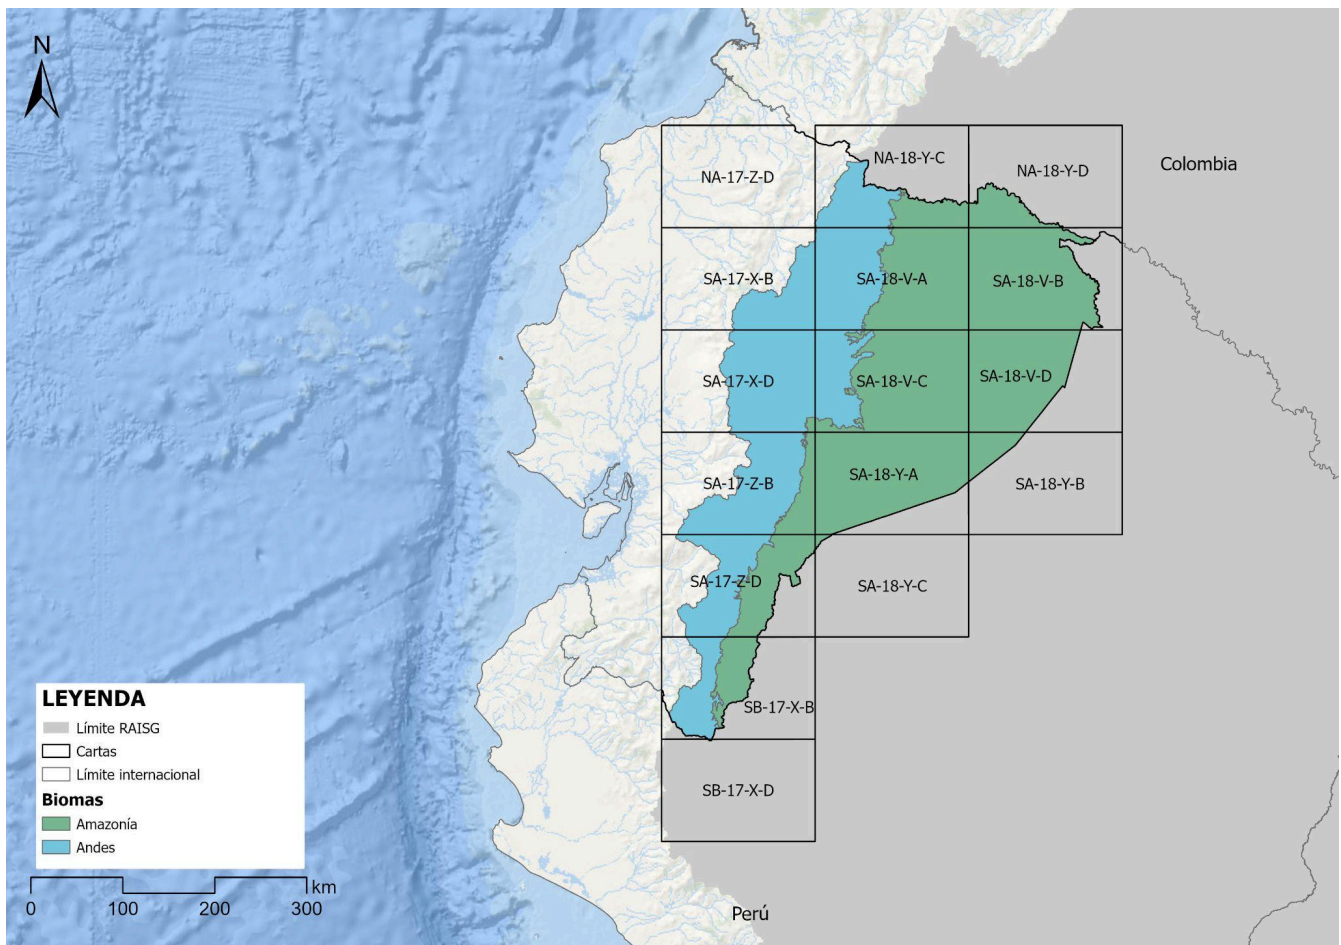 N
NA-18-Y-C
NA-17-Z-D
NA-18-Y-D
Colombia
SA-17-X-B
SA-18-V-A
SA-18-V-B
SA-17-X-D
SA-18-V-C
SA-18-V-D
SA-17-Z-B
SA-18-Y-A
SA-18-Y-B
SA-17-Z-D
SA-18-Y-C
SB-17-X-B
SB-17-X-D
LEYENDA
Límite RAISG
Cartas
Límite internacional
Biomas
Amazonía
Andes
km
0 100 200 300
Perú